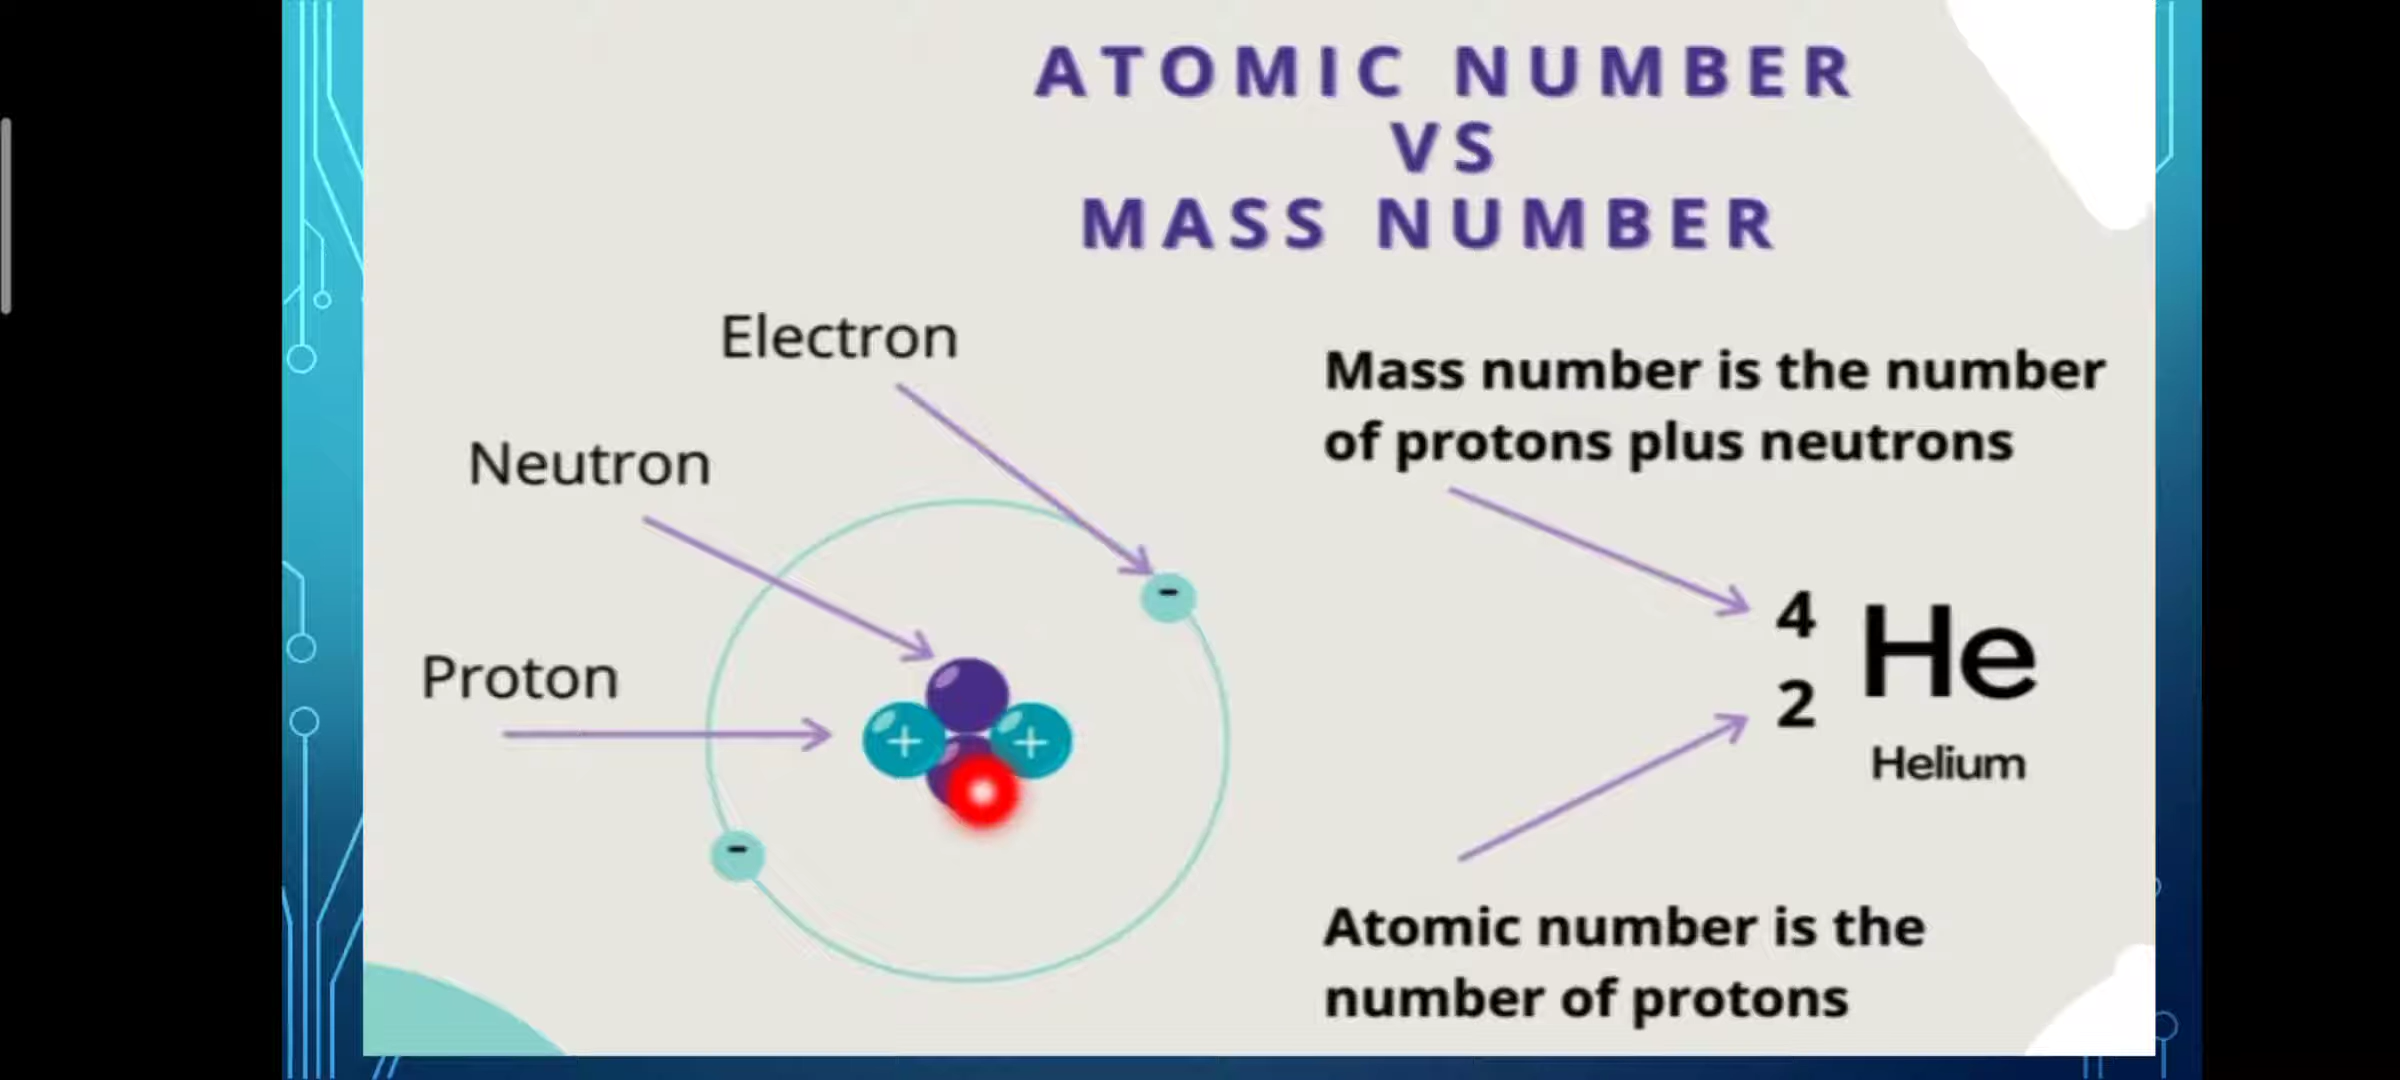 ATOMIC NUMBER
VS
MASS NUMBER
Electron
Neutron
Proton
-
-
+ +
Mass number is the number
of protons plus neutrons
4
2
He
Helium
Atomic number is the
number of protons